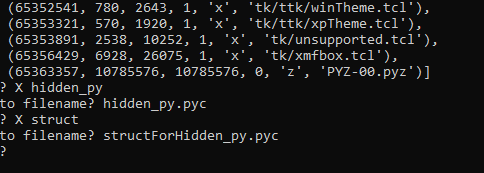 (65352541, 780, 2643, 1, 'x', 'tk/ttk/winTheme.tcl'),
(65353321, 570, 1920, 1, 'x', 'tk/ttk/xpTheme.tcl'),
(65353891, 2538, 10252, 1, 'x', 'tk/unsupported.tcl'),
(65356429, 6928, 26075, 1, 'x', 'tk/xmfbox.tcl'),
(65363357, 10785576, 10785576, 0, 'z', 'PYZ-00.pyz')]
? X hidden_py
to filename? hidden_py.pyc
? X struct
to filename? structForHidden_py.pyc
?